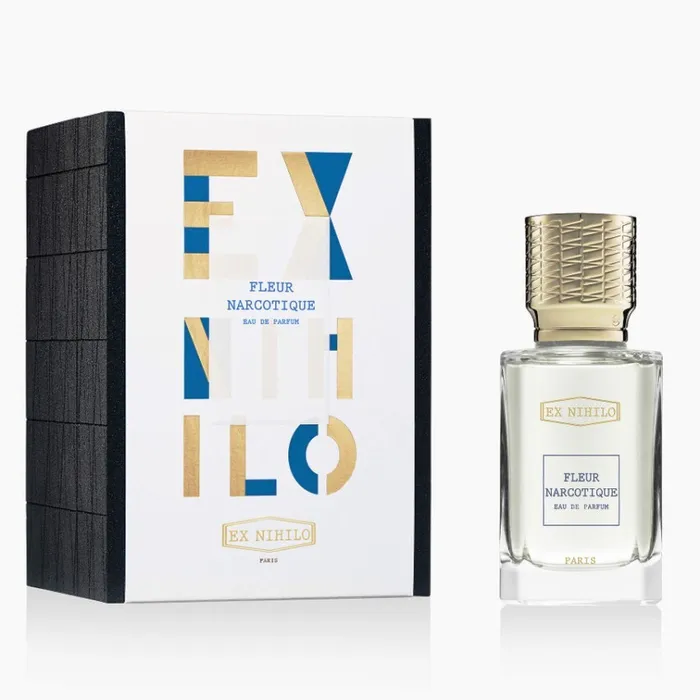 EX
NIHILO
FLEUR
NARCOTIQUE
EAU DE PARFUM
EX NIHILO
PARIS
EX NIHILO
FLEUR
NARCOTIQUE
EAU DE PARFUM
PARIS